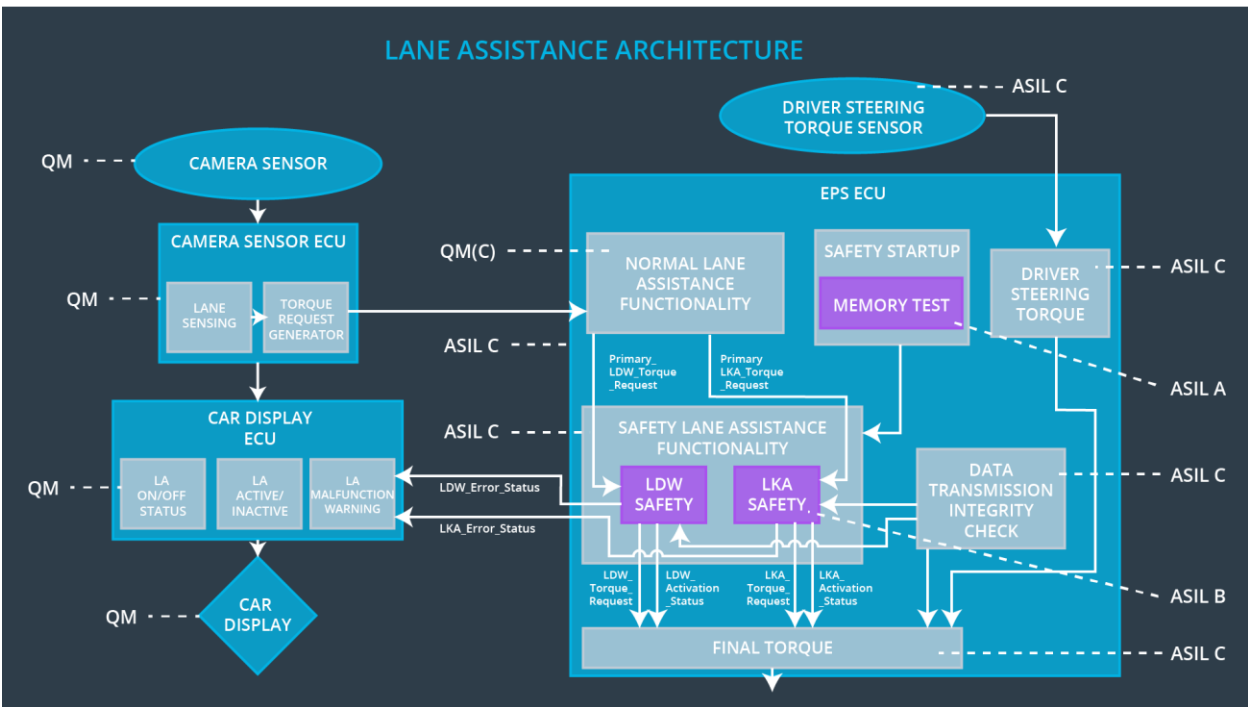 LANE ASSISTANCE ARCHITECTURE
ASIL C
DRIVER STEERING
TORQUE SENSOR
QM
CAMERA SENSOR
EPS ECU
CAMERA SENSOR ECU
QM(C)
NORMAL LANE
ASSISTANCE
FUNCTIONALITY
SAFETY STARTUP
MEMORY TEST
DRIVER
STEERING
TORQUE
ASIL C
QM
LANE
SENSING
TORQUE
REQUEST
GENERATOR
ASIL C
Primary_
LDW_Torque
_Request
Primary
LKA_Torque
_Request
ASIL A
CAR DISPLAY
ECU
ASIL C
SAFETY LANE ASSISTANCE
FUNCTIONALITY
QM
LA
ON/OFF
STATUS
LA
ACTIVE/
INACTIVE
LA
MALFUNCTION
WARNING
LDW_Error_Status
LKA_Error_Status
LDW
SAFETY
LKA
SAFETY
DATA
TRANSMISSION
INTEGRITY
CHECK
ASIL C
LDW_
Torque_
Request
LDW_
Activation
_Status
LKA_
Torque_
Request
LKA_
Activation
_Status
ASIL B
QM
CAR
DISPLAY
FINAL TORQUE
ASIL C